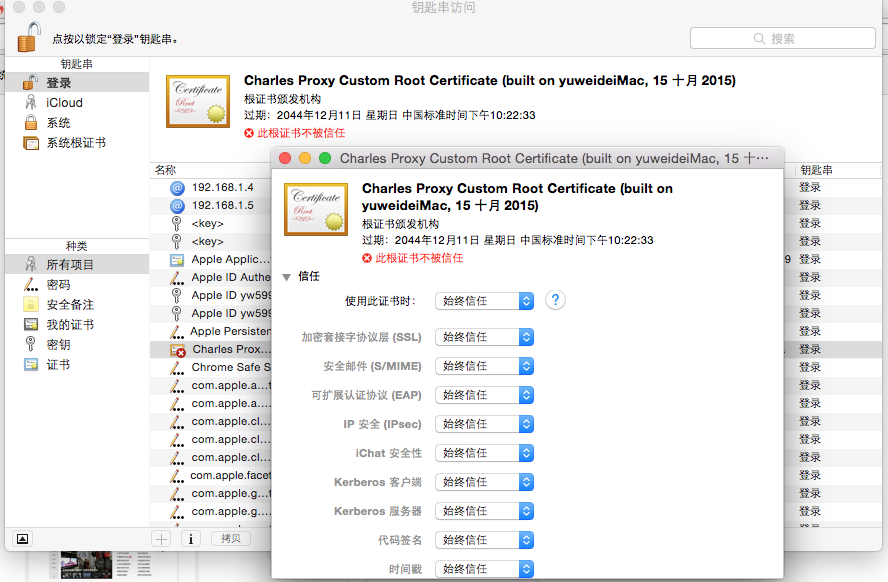 钥匙串访问
点按以锁定“登录”钥匙串。
搜索
钥匙串
登录
iCloud
系统
系统根证书
Charles Proxy Custom Root Certificate (built on yuweideiMac, 15 十月 2015)
根证书颁发机构
过期：2044年12月11日 星期日 中国标准时间下午10:22:33
此根证书不被信任
名称
钥匙串
192.168.1.4
登录
192.168.1.5
登录
<key>
登录
<key>
登录
Apple Applic...
9 登录
Apple ID Authe
登录
Apple ID yw599
登录
Apple ID yw599
登录
Apple Persisten
登录
Charles Prox...
登录
Chrome Safe S
登录
com.apple.a...t
登录
com.apple.a...
登录
com.apple.cl...
登录
com.apple.cl...
登录
com.apple.cl...
登录
com.apple.facet
登录
com.apple.g...t
登录
com.apple.g...
登录
种类
所有项目
密码
安全备注
我的证书
密钥
证书
拷贝
Charles Proxy Custom Root Certificate (built on yuweideiMac, 15 十⋯
Charles Proxy Custom Root Certificate (built on
yuweideiMac, 15 十月 2015)
根证书颁发机构
过期：2044年12月11日 星期日 中国标准时间下午10:22:33
此根证书不被信任
信任
使用此证书时： 始终信任 ?
加密套接字协议层 (SSL) 始终信任
安全邮件 (S/MIME) 始终信任
可扩展认证协议 (EAP) 始终信任
IP 安全 (IPsec) 始终信任
iChat 安全性 始终信任
Kerberos 客户端 始终信任
Kerberos 服务器 始终信任
代码签名 始终信任
时间戳 始终信任